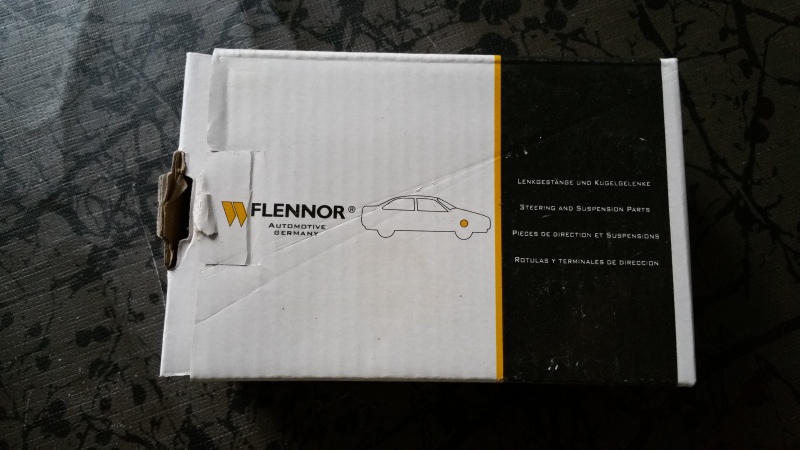 FLENNOR®
AUTOMOTIVE
GERMANY
LENKGESTÄNGE UND KUGELGELENKE
STEERING AND SUSPENSION PARTS
PIECES DE DIRECTION ET SUSPENSIONS
ROTULAS Y TERMINALES DE DIRECCION